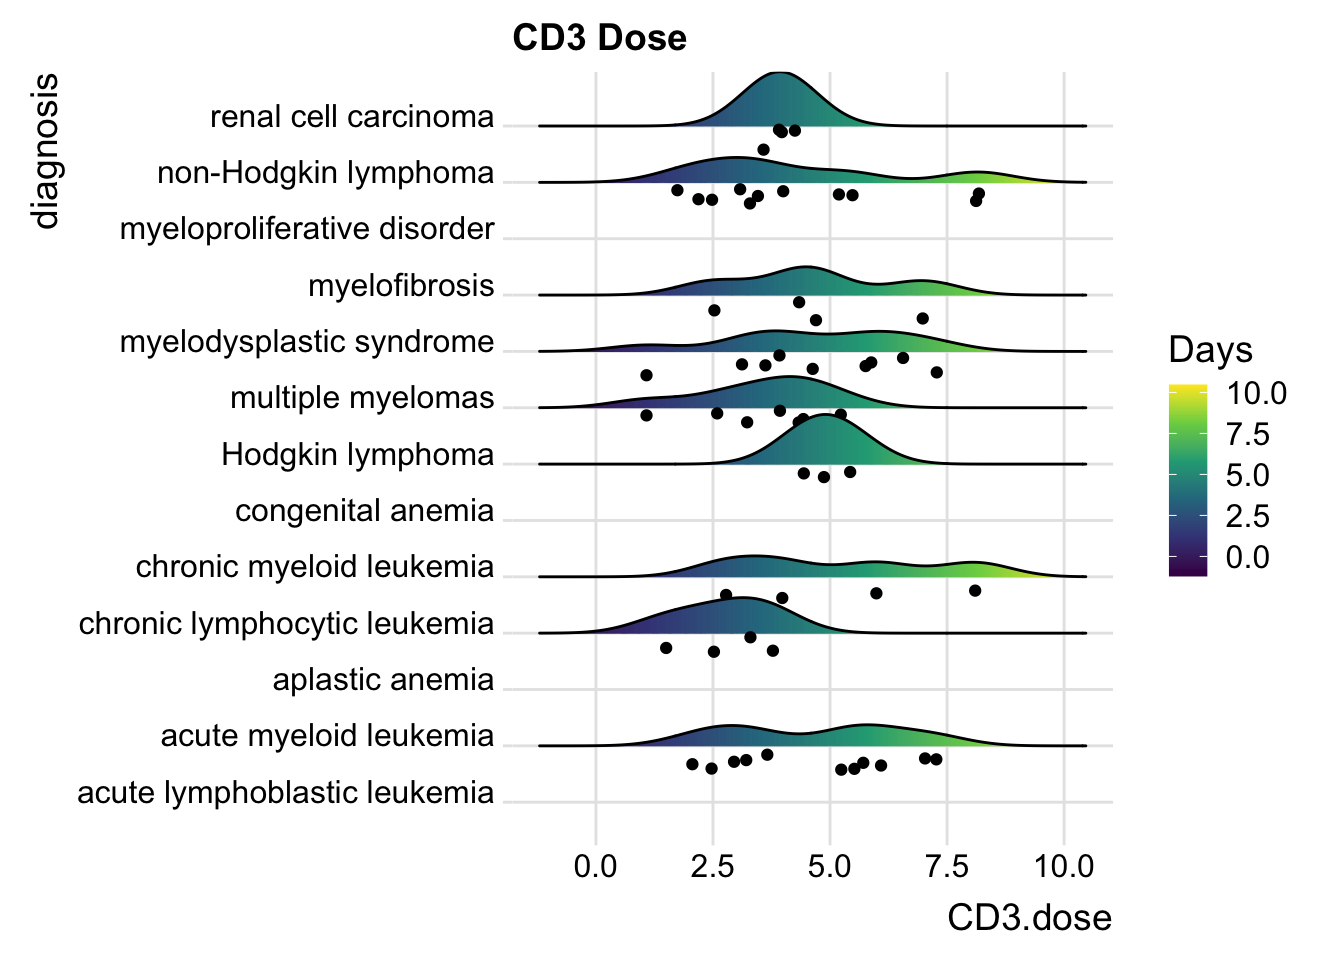 CD3 Dose
diagnosis
renal cell carcinoma
non-Hodgkin lymphoma
myeloproliferative disorder
myelofibrosis
myelodysplastic syndrome
multiple myelomas
Hodgkin lymphoma
congenital anemia
chronic myeloid leukemia
chronic lymphocytic leukemia
aplastic anemia
acute myeloid leukemia
acute lymphoblastic leukemia
0.0 2.5 5.0 7.5 10.0
CD3.dose
Days
10.0
7.5
5.0
2.5
0.0